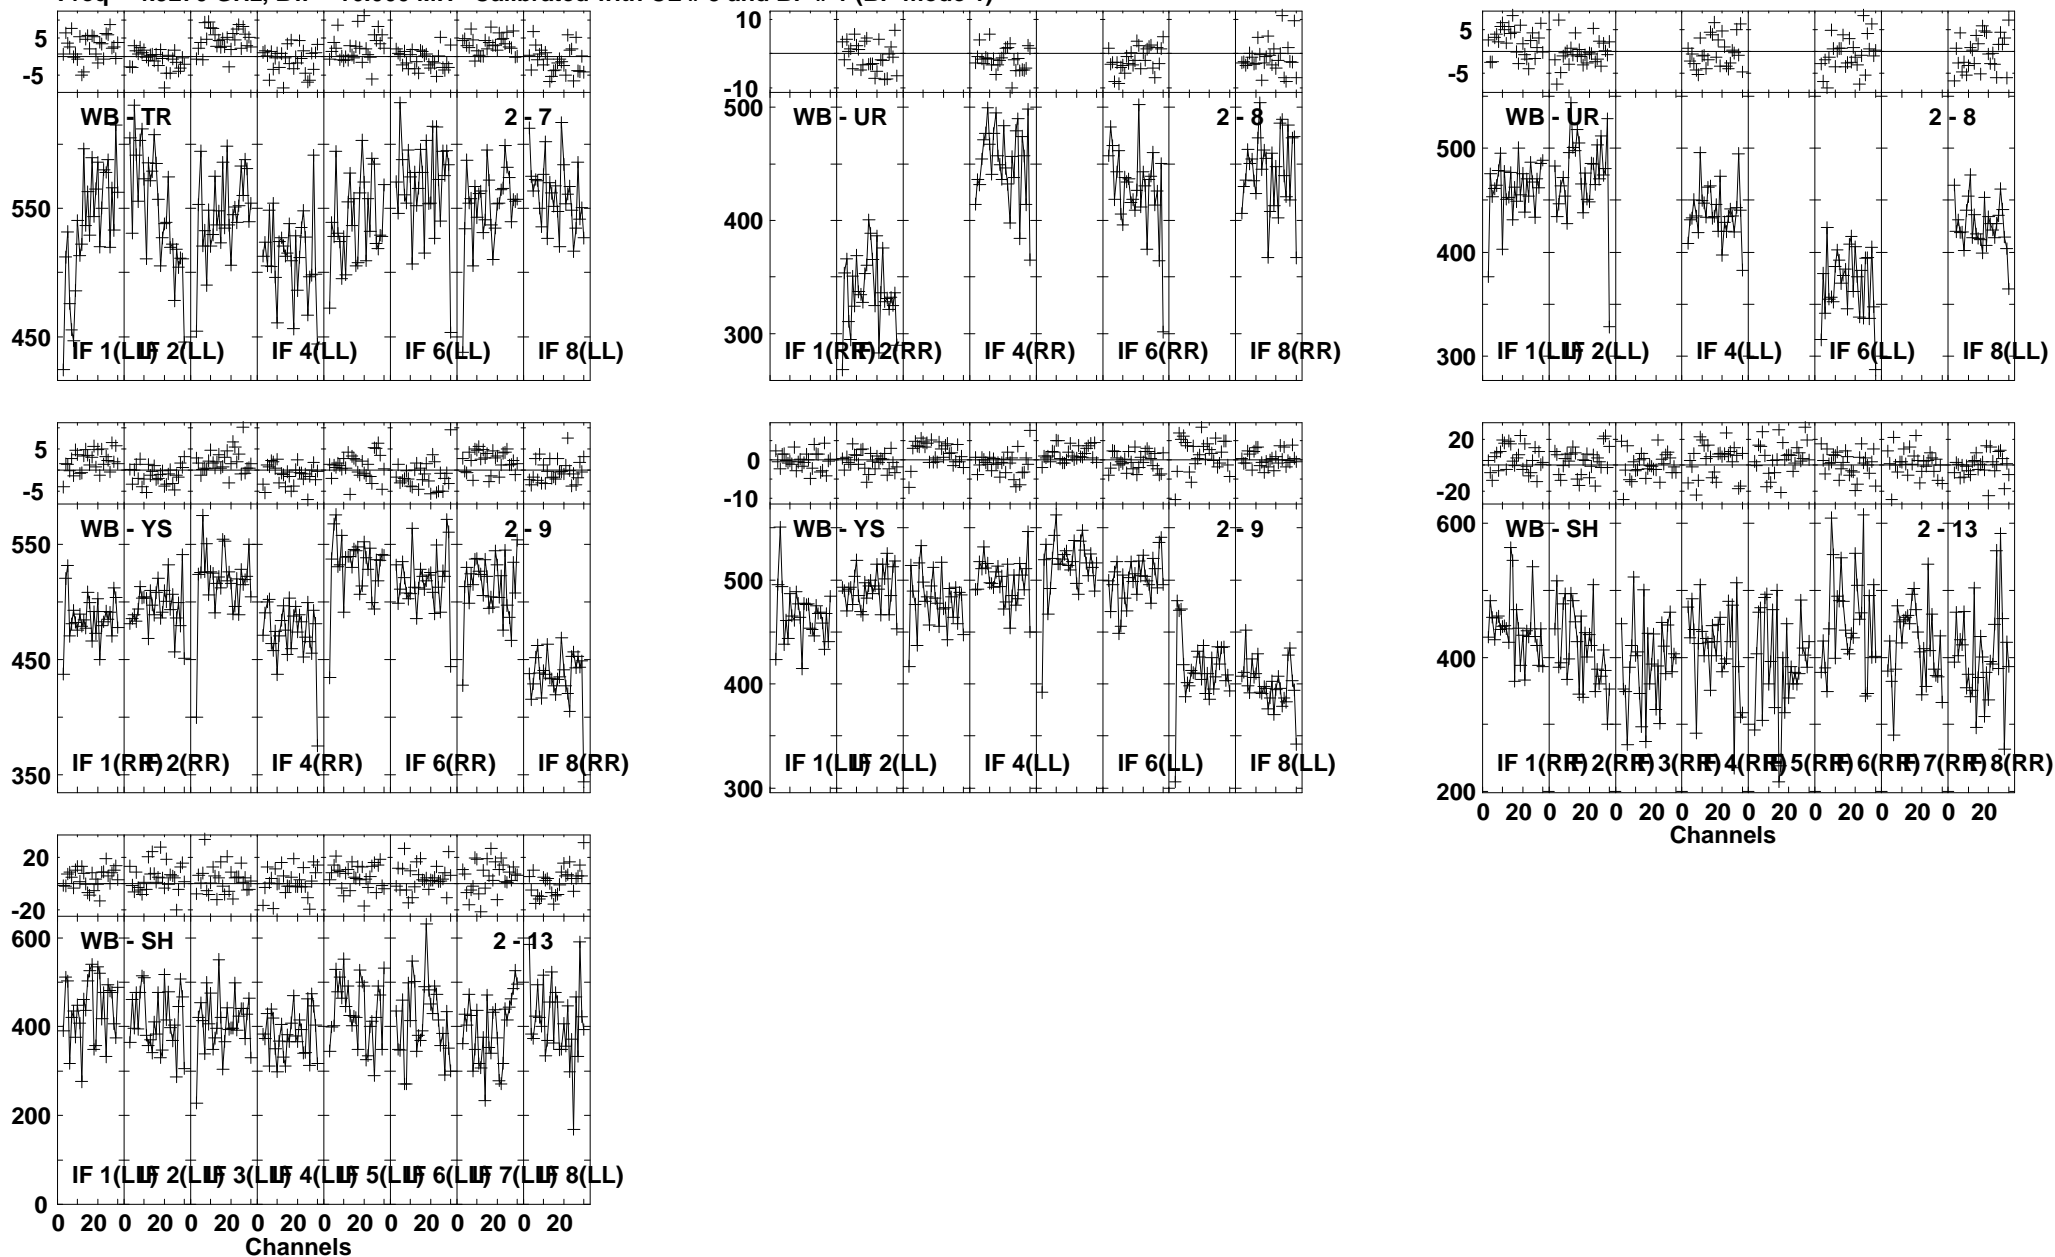 5 10 5
-5 -10 -5
WB - TR 2 - 7 500 WB - UR 2 - 8 WB - UR 2 - 8
550 400 500
400
450 300 300
IF 1(LL) IF 2(LL) IF 4(LL) IF 6(LL) IF 8(LL) IF 1(RR) IF 2(RR) IF 4(RR) IF 6(RR) IF 8(RR) IF 1(LL) IF 2(LL) IF 4(LL) IF 6(LL) IF 8(LL)
5 0 20
-5 -10 -20
WB - YS 2 - 9 WB - YS 2 - 9 600 WB - SH 2 - 13
550 500
450 400 400
IF 1(RR) IF 2(RR) IF 4(RR) IF 6(RR) IF 8(RR) IF 1(LL) IF 2(LL) IF 4(LL) IF 6(LL) IF 8(LL) IF 1(RR) IF 2(RR) IF 3(RR) IF 4(RR) IF 5(RR) IF 6(RR) IF 7(RR) IF 8(RR)
350 300 200
0 20 0 20 0 20 0 20 0 20 0 20 0 20 0 20
Channels
20
-20
600 WB - SH 2 - 13
400
200
IF 1(LL) IF 2(LL) IF 3(LL) IF 4(LL) IF 5(LL) IF 6(LL) IF 7(LL) IF 8(LL)
0
0 20 0 20 0 20 0 20 0 20 0 20 0 20 0 20
Channels